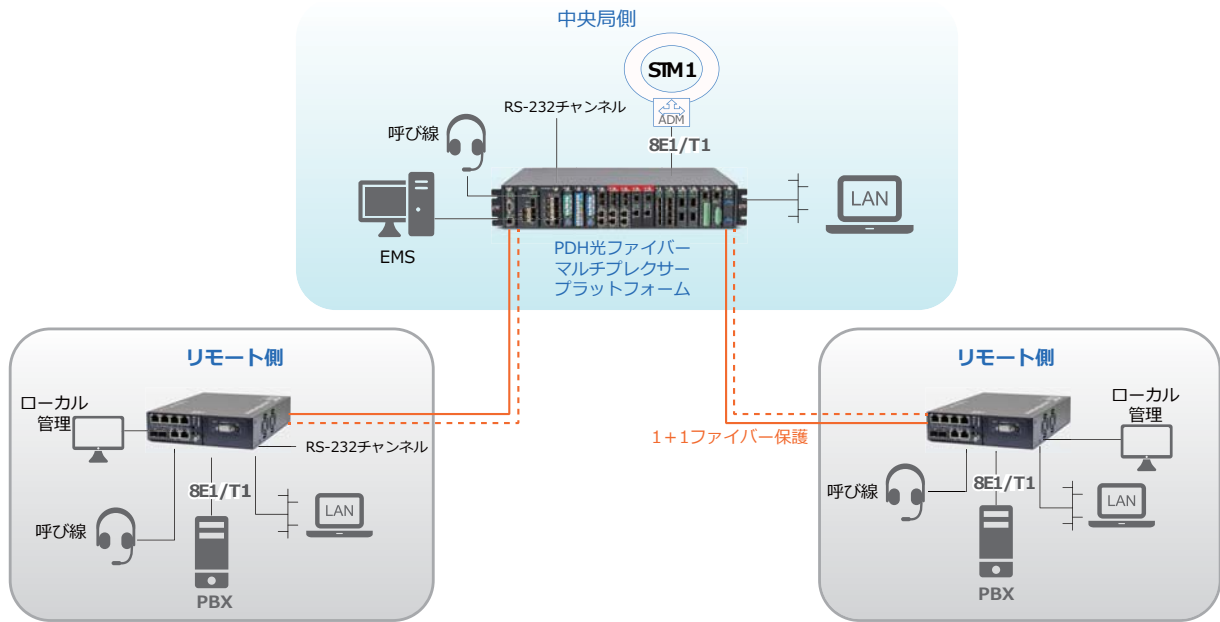 中央局側
STM1
ADM
RS-232チャンネル
8E1/T1
呼び線
EMS
LAN
PDH光ファイバー
マルチプレクサー
プラットフォーム
リモート側
ローカル
管理
RS-232チャンネル
8E1/T1
LAN
呼び線
PBX
1+1ファイバー保護
リモート側
ローカル
管理
呼び線
8E1/T1
LAN
PBX